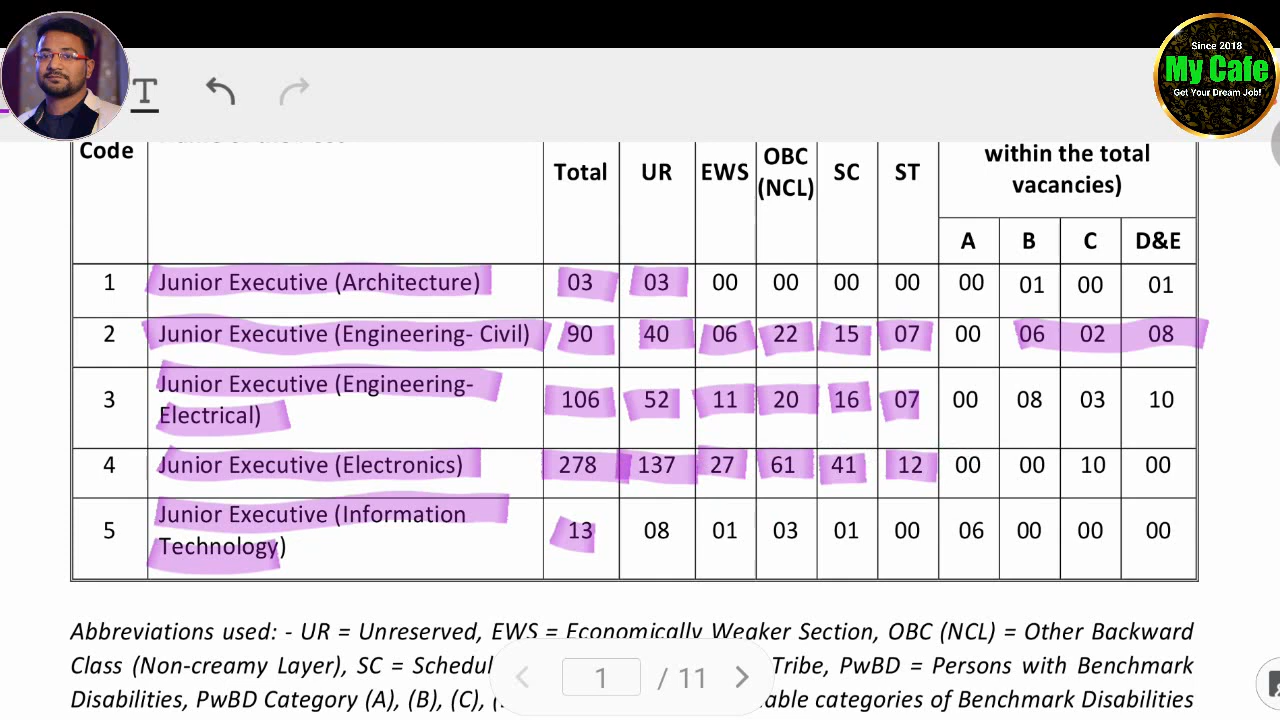 Since 2018
My Cafe
Get Your Dream Job!
T
Code
Total UR EWS OBC (NCL) SC ST within the total vacancies)
A B C D&E
1 Junior Executive (Architecture) 03 03 00 00 00 00 00 01 00 01
2 Junior Executive (Engineering- Civil) 90 40 06 22 15 07 00 06 02 08
3 Junior Executive (Engineering- Electrical) 106 52 11 20 16 07 00 08 03 10
4 Junior Executive (Electronics) 278 137 27 61 41 12 00 00 10 00
5 Junior Executive (Information Technology) 13 08 01 03 01 00 06 00 00 00
Abbreviations used: - UR = Unreserved, EWS = Economically Weaker Section, OBC (NCL) = Other Backward
Class (Non-creamy Layer), SC = Schedul Tribe, PwBD = Persons with Benchmark
Disabilities, PwBD Category (A), (B), (C), able categories of Benchmark Disabilities
1 / 11